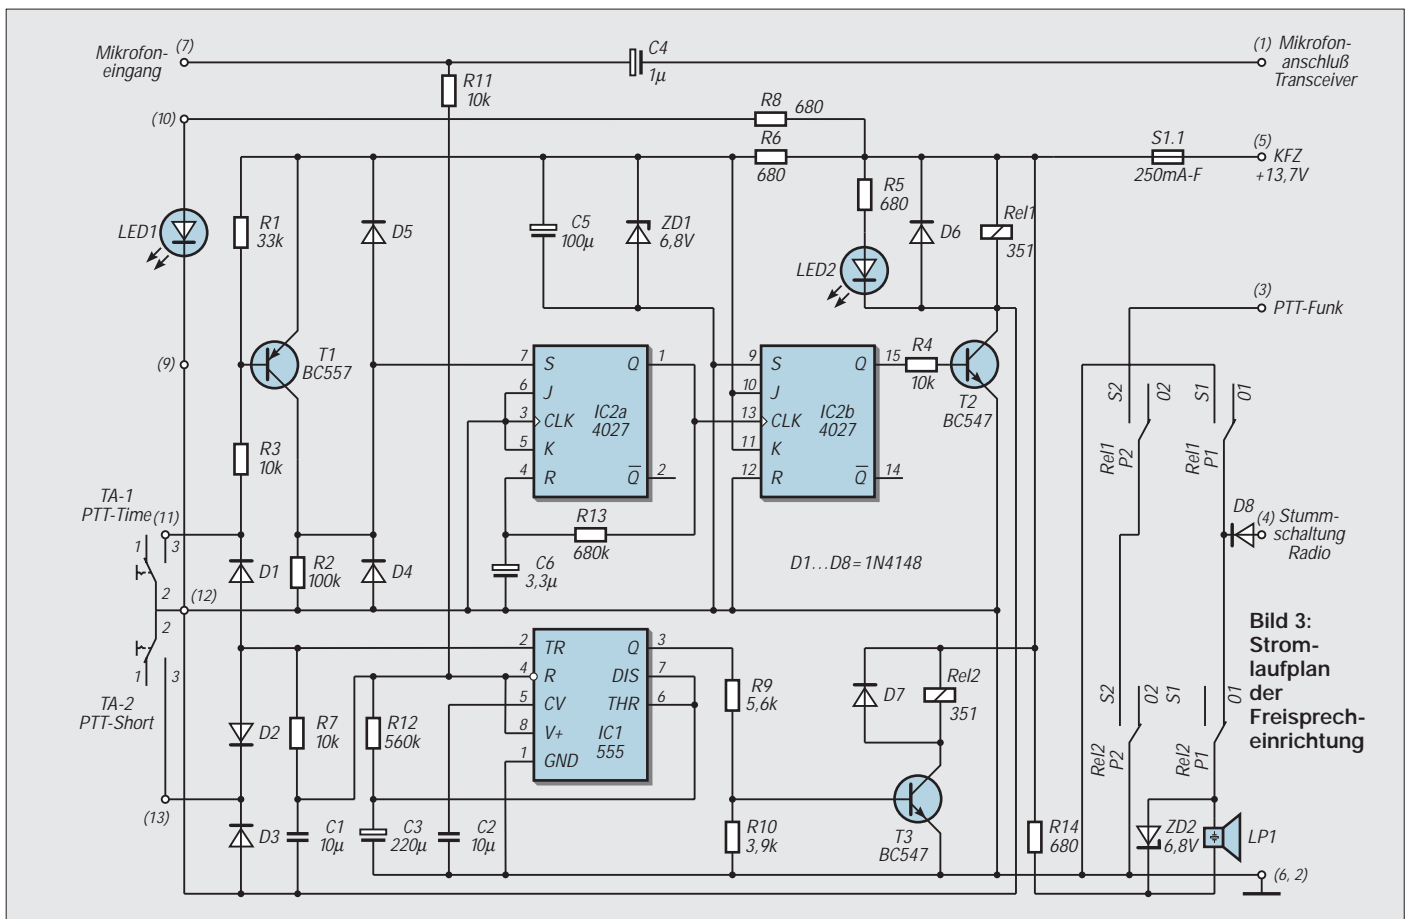 Mikrofon-
eingang
(7)
C4
1µ
(1) Mikrofon-
anschluß
Transceiver
R11
10k
(10)
R8
680
R6
680
S1.1
250mA-F
(5)
KFZ
+13,7V
LED1
R1
33k
D5
C5
100µ
ZD1
6,8V
R5
680
D6
Rel1
351
LED2
(3)
PTT-Funk
(9)
T1
BC557
7
S
Q
1
6
J
3
CLK
IC2a
4027
5
K
4
R
Q
2
9
S
Q
15
10
J
13
CLK
IC2b
4027
11
K
12
R
Q
14
R4
10k
T2
BC547
S2
02
S1
01
Rel1
P2
Rel1
P1
R3
10k
TA-1
PTT-Time
(11)
1
3
2
R13
680k
C6
3,3µ
D1...D8=1N4148
D8
(4) Stumm-
schaltung
Radio
D1
R2
100k
D4
(12)
2
1
3
TA-2
PTT-Short
(13)
2
TR
Q
3
4
R
DIS
7
5
CV
THR
6
8
V+
IC1
555
1
GND
D2
R7
10k
R12
560k
R9
5,6k
D7
Rel2
351
S2
02
S1
01
Rel2
P2
Rel2
P1
Bild 3:
Strom-
laufplan
der
Freisprech-
einrichtung
D3
C1
10µ
C3
220µ
C2
10µ
R10
3,9k
T3
BC547
R14
680
ZD2
6,8V
LP1
(6, 2)